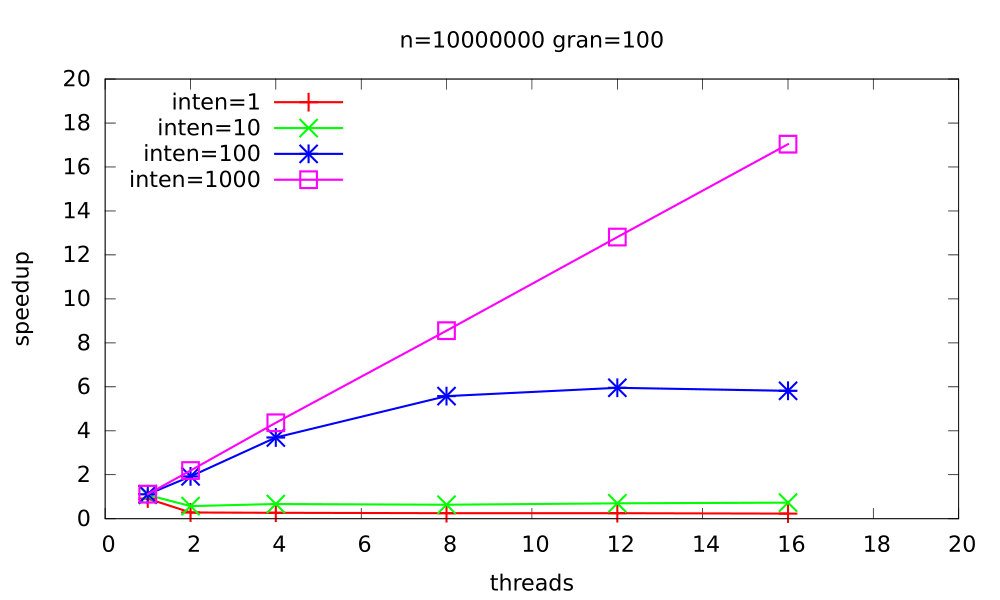 n=10000000 gran=100
20
18
16
14
12
10
8
6
4
2
0
inten=1
inten=10
inten=100
inten=1000
speedup
0 2 4 6 8 10 12 14 16 18 20
threads